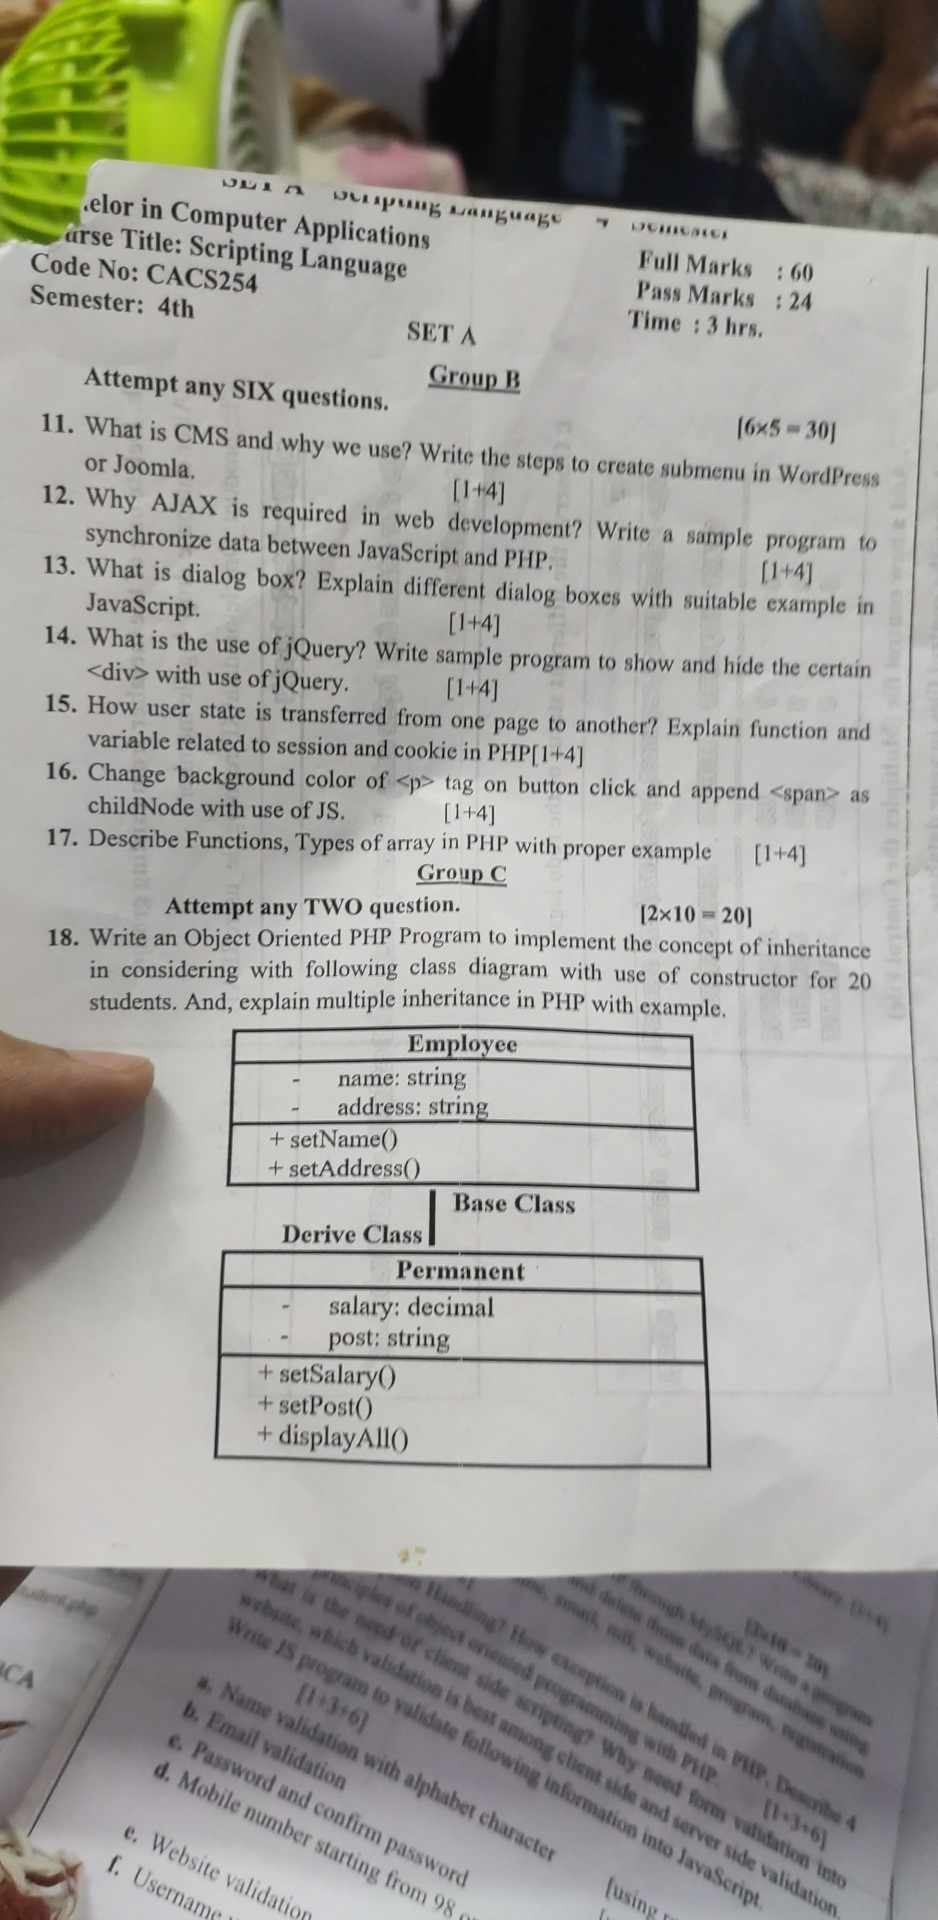 SET A Scripting Language 4 Semester
elor in Computer Applications
urse Title: Scripting Language
Code No: CACS254
Semester: 4th
Full Marks : 60
Pass Marks : 24
Time : 3 hrs.
SET A
Group B
Attempt any SIX questions.
[6×5 = 30]
11. What is CMS and why we use? Write the steps to create submenu in WordPress
or Joomla. [1+4]
12. Why AJAX is required in web development? Write a sample program to
synchronize data between JavaScript and PHP. [1+4]
13. What is dialog box? Explain different dialog boxes with suitable example in
JavaScript. [1+4]
14. What is the use of jQuery? Write sample program to show and hide the certain
<div> with use of jQuery. [1+4]
15. How user state is transferred from one page to another? Explain function and
variable related to session and cookie in PHP[1+4]
16. Change background color of <p> tag on button click and append <span> as
childNode with use of JS. [1+4]
17. Describe Functions, Types of array in PHP with proper example [1+4]
Group C
Attempt any TWO question.
[2×10 = 20]
18. Write an Object Oriented PHP Program to implement the concept of inheritance
in considering with following class diagram with use of constructor for 20
students. And, explain multiple inheritance in PHP with example.
Employee
- name: string
- address: string
+ setName()
+ setAddress()
Base Class
Derive Class
Permanent
- salary: decimal
- post: string
+ setSalary()
+ setPost()
+ displayAll()
through MySQL? Write a program
and delete those data from database using
email, roll, website, program, registration
[2×10 = 20]
Handling? How exception is handled in PHP. Describe 4
principles of object oriented programming with PHP. [1+3+6]
What is the need of client side scripting? Why need form validation into
website, which validation is best among client side and server side validation.
Write JS program to validate following information into JavaScript.
[1+3+6]
a. Name validation with alphabet character
b. Email validation
c. Password and confirm password
d. Mobile number starting from 98
e. Website validation
f. Username
[using